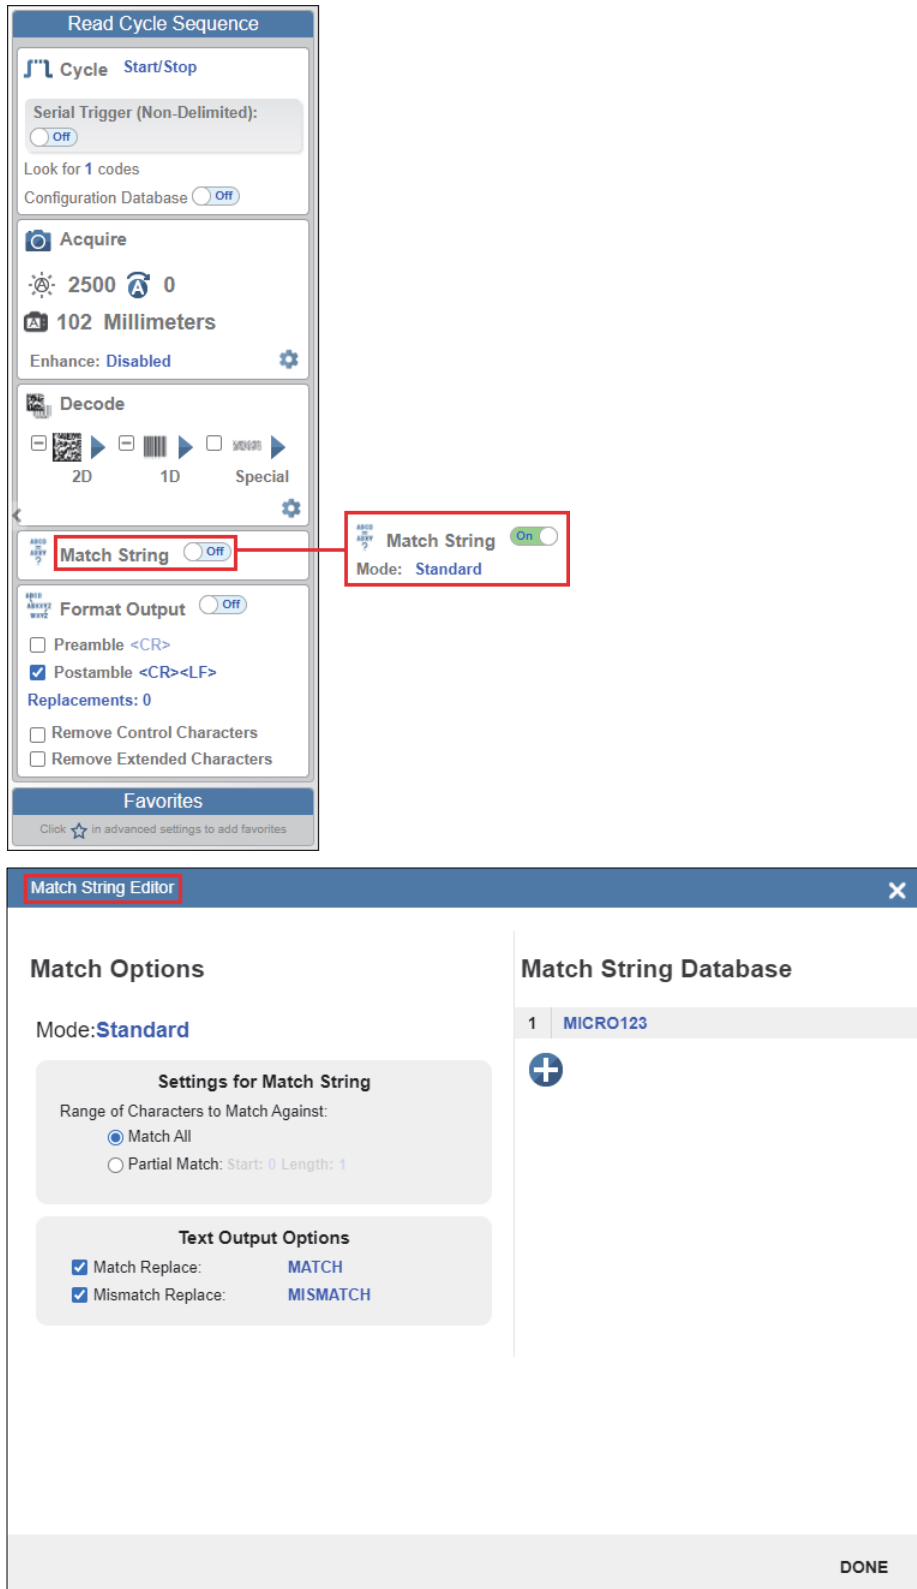 Read Cycle Sequence
Cycle Start/Stop
Serial Trigger (Non-Delimited):
Off
Look for 1 codes
Configuration Database Off
Acquire
2500 0
102 Millimeters
Enhance: Disabled
Decode
2D 1D Special
Match String Off
Match String On
Mode: Standard
Format Output Off
Preamble <CR>
Postamble <CR><LF>
Replacements: 0
Remove Control Characters
Remove Extended Characters
Favorites
Click in advanced settings to add favorites
Match String Editor
Match Options
Mode:Standard
Settings for Match String
Range of Characters to Match Against:
Match All
Partial Match: Start: 0 Length: 1
Text Output Options
Match Replace: MATCH
Mismatch Replace: MISMATCH
Match String Database
1 MICRO123
DONE